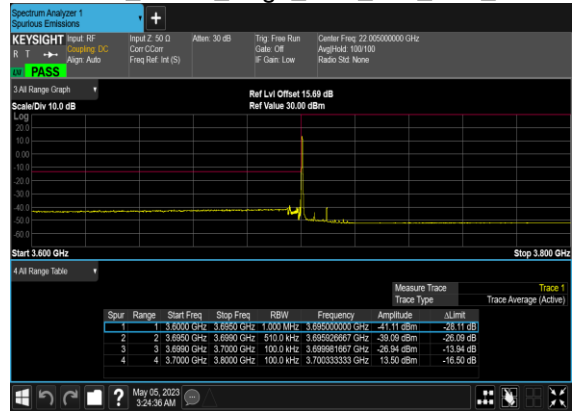 Spectrum Analyzer 1
Spurious Emissions
+
KEYSIGHT Input: RF Input Z: 50 Ω Atten: 30 dB Trig: Free Run Center Freq: 22.005000000 GHz
R T Coupling: DC Corr CCorr Gate: Off Avg|Hold: 100/100
Align: Auto Freq Ref: Int (S) IF Gain: Low Radio Std: None
LW PASS
3 All Range Graph
Ref Lvl Offset 15.69 dB
Scale/Div 10.0 dB Ref Value 30.00 dBm
Log
20.0
10.0
0.00
-10.0
-20.0
-30.0
-40.0
-50.0
-60.0
Start 3.600 GHz Stop 3.800 GHz
4 All Range Table
Measure Trace Trace 1
Trace Type Trace Average (Active)
Spur Range Start Freq Stop Freq RBW Frequency Amplitude ΔLimit
1 1 3.6000 GHz 3.6950 GHz 1.000 MHz 3.695000000 GHz -41.11 dBm -28.11 dB
2 2 3.6950 GHz 3.6990 GHz 510.0 kHz 3.695926667 GHz -39.09 dBm -26.09 dB
3 3 3.6990 GHz 3.7000 GHz 100.0 kHz 3.699981667 GHz -26.94 dBm -13.94 dB
4 4 3.7000 GHz 3.8000 GHz 100.0 kHz 3.700333333 GHz 13.50 dBm -16.50 dB
? May 05, 2023
3:24:36 AM